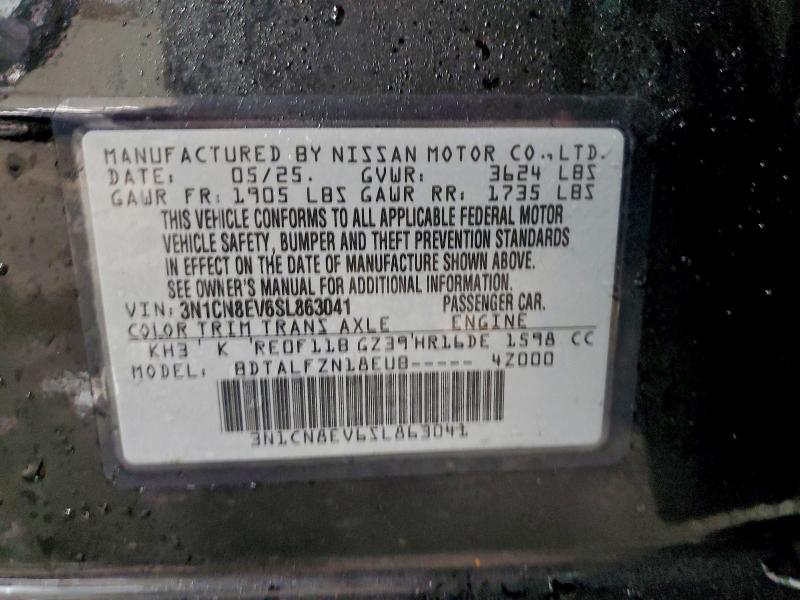 MANUFACTURED BY NISSAN MOTOR CO.,LTD.
DATE: 05/25. GVWR: 3624 LBS
GAWR FR: 1905 LBS GAWR RR: 1735 LBS
THIS VEHICLE CONFORMS TO ALL APPLICABLE FEDERAL MOTOR
VEHICLE SAFETY, BUMPER AND THEFT PREVENTION STANDARDS
IN EFFECT ON THE DATE OF MANUFACTURE SHOWN ABOVE.
SEE OWNER'S MANUAL FOR ADDITIONAL INFORMATION.
VIN: 3N1CN8EV6SL863041 PASSENGER CAR.
COLOR TRIM TRANS AXLE ENGINE
KH3 ' K 'RE0F11B GZ39'HR16DE 1598 CC
MODEL: BDTALFZN18EUB----- 4Z000
3N1CN8EV6SL863041